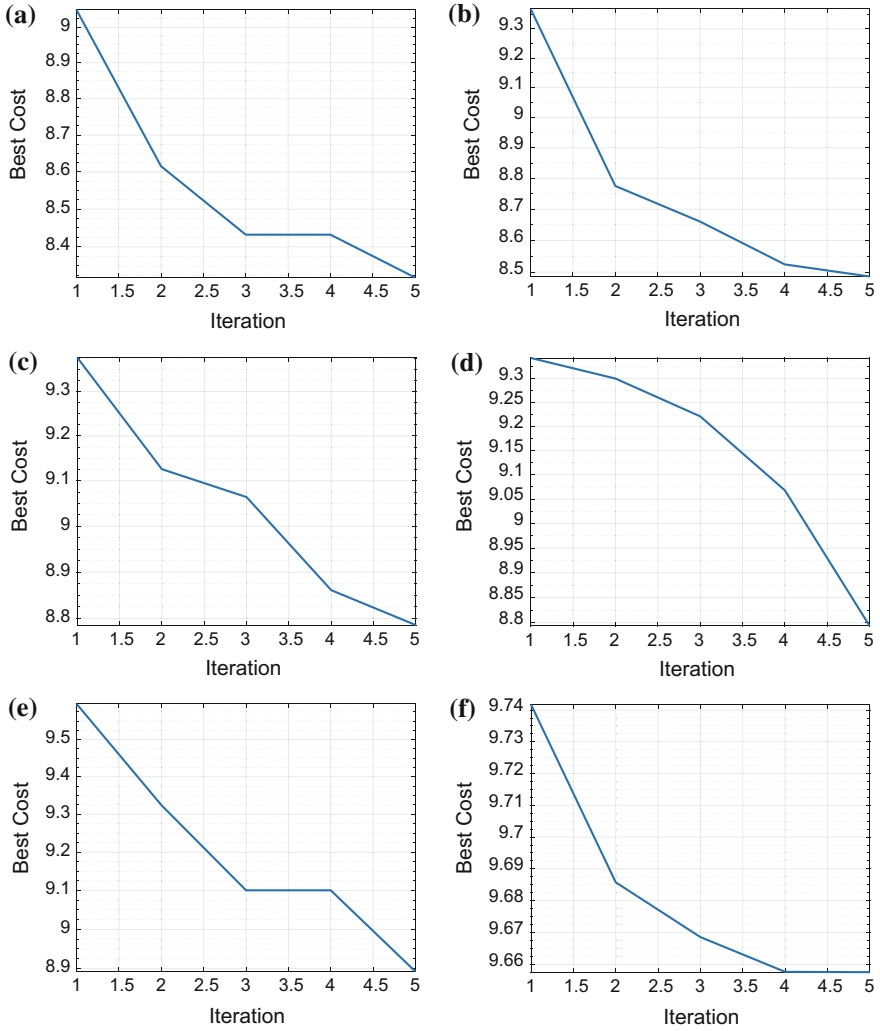 (a)
9
8.9
8.8
8.7
8.6
8.5
8.4
Best Cost
1 1.5 2 2.5 3 3.5 4 4.5 5
Iteration
(b)
9.3
9.2
9.1
9
8.9
8.8
8.7
8.6
8.5
Best Cost
1 1.5 2 2.5 3 3.5 4 4.5 5
Iteration
(c)
9.3
9.2
9.1
9
8.9
8.8
Best Cost
1 1.5 2 2.5 3 3.5 4 4.5 5
Iteration
(d)
9.3
9.25
9.2
9.15
9.1
9.05
9
8.95
8.9
8.85
8.8
Best Cost
1 1.5 2 2.5 3 3.5 4 4.5 5
Iteration
(e)
9.5
9.4
9.3
9.2
9.1
9
8.9
Best Cost
1 1.5 2 2.5 3 3.5 4 4.5 5
Iteration
(f)
9.74
9.73
9.72
9.71
9.7
9.69
9.68
9.67
9.66
Best Cost
1 1.5 2 2.5 3 3.5 4 4.5 5
Iteration